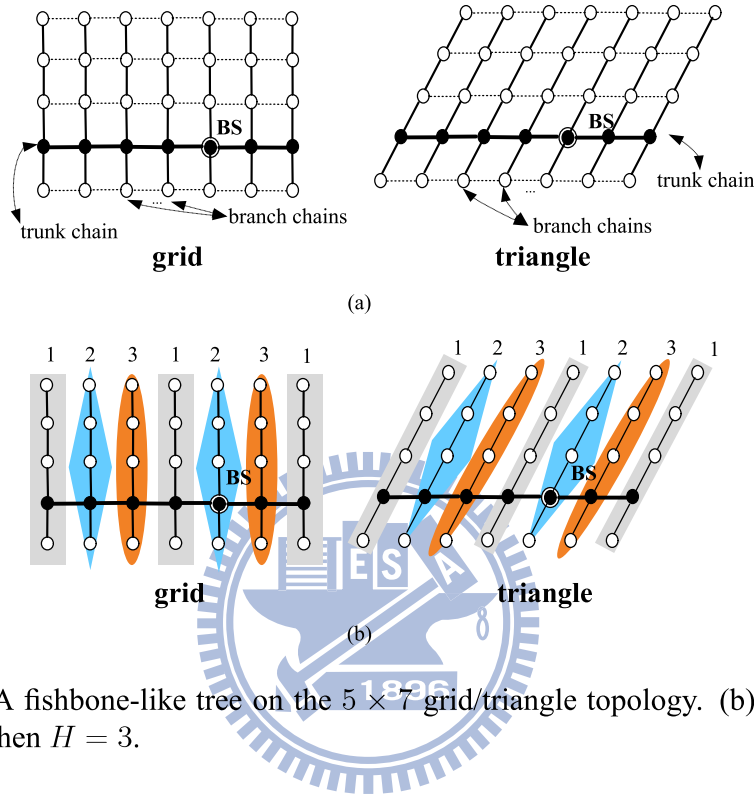 BS
BS
trunk chain
...
branch chains
trunk chain
...
branch chains
grid
triangle
(a)
1 2 3 1 2 3 1
1 2 3 1 2 3 1
BS
BS
grid
triangle
E S A
8
(b)
1896
A fishbone-like tree on the 5 × 7 grid/triangle topology. (b)
hen H = 3.